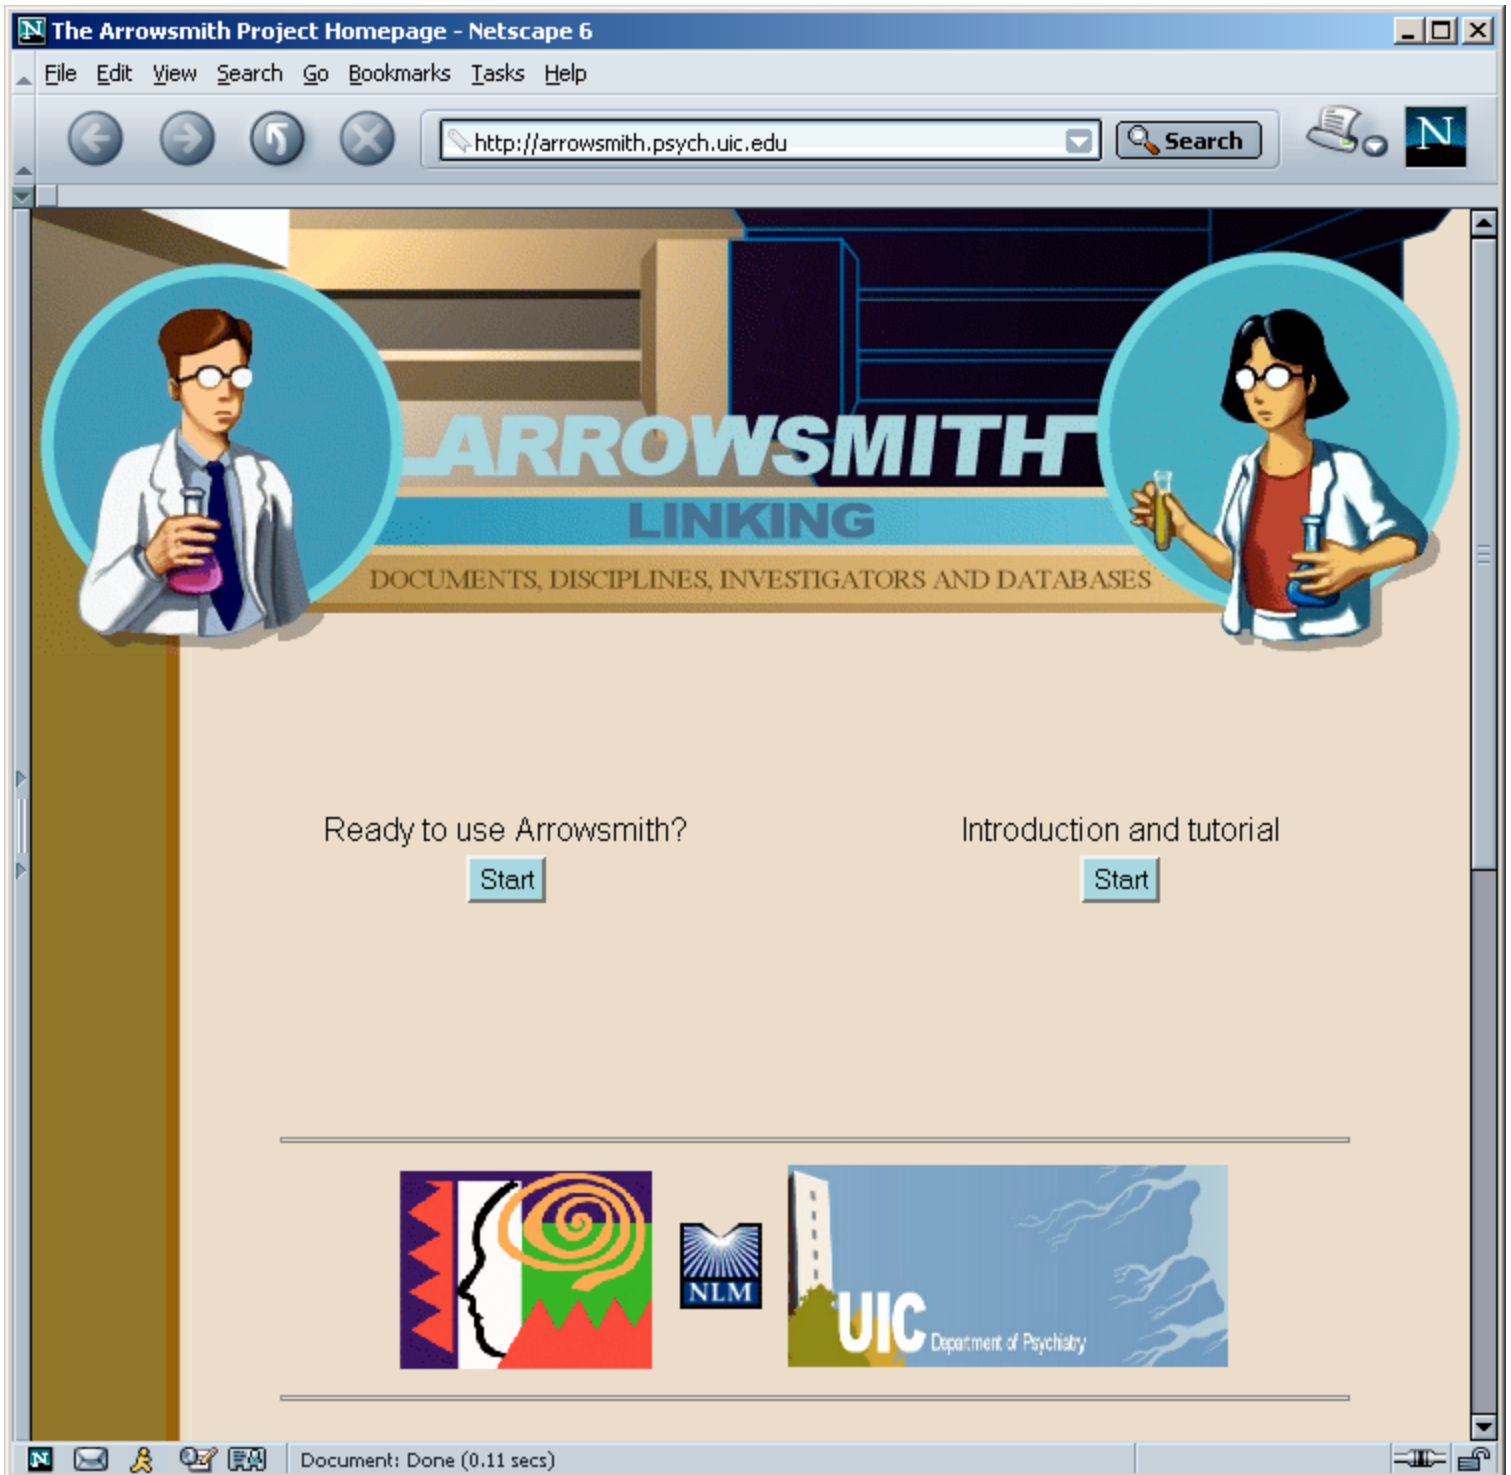 The Arrowsmith Project Homepage - Netscape 6
File Edit View Search Go Bookmarks Tasks Help
http://arrowsmith.psych.uic.edu Search N
ARROWSMITH
LINKING
DOCUMENTS, DISCIPLINES, INVESTIGATORS AND DATABASES
Ready to use Arrowsmith? Introduction and tutorial
Start Start
NLM
UIC Department of Psychiatry
Document: Done (0.11 secs)